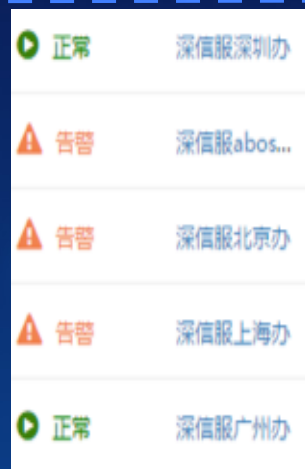 正常 深信服深圳办
告警 深信服abos...
告警 深信服北京办
告警 深信服上海办
正常 深信服广州办